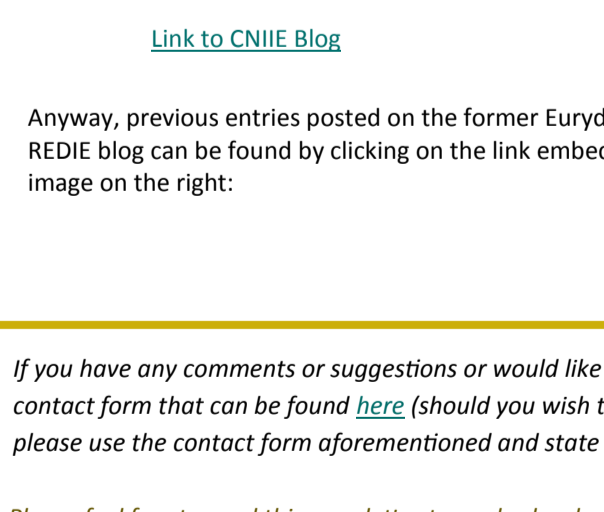 Link to CNIIE Blog
Anyway, previous entries posted on the former Euryd
REDIE blog can be found by clicking on the link embed
image on the right:
If you have any comments or suggestions or would like
contact form that can be found here (should you wish t
please use the contact form aforementioned and state